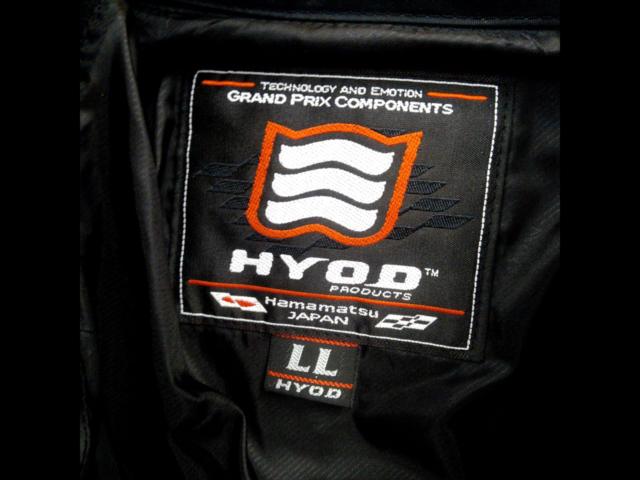 TECHNOLOGY AND EMOTION
GRAND PRIX COMPONENTS
HYOD™
PRODUCTS
Hamamatsu
JAPAN
LL
HYOD